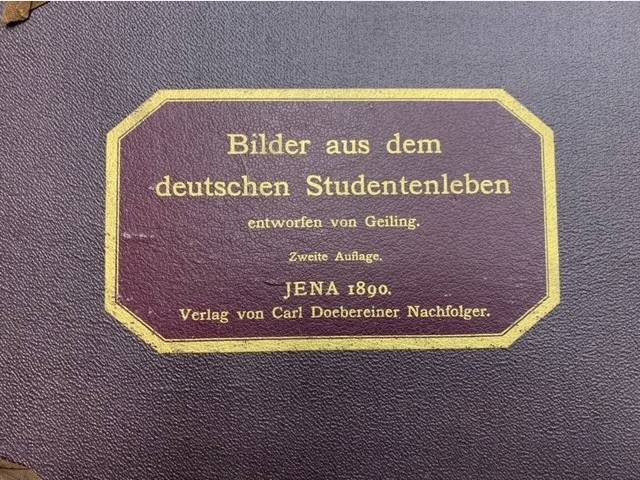 Bilder aus dem
deutschen Studentenleben
entworfen von Geiling.
Zweite Auflage.
JENA 1890.
Verlag von Carl Doebereiner Nachfolger.